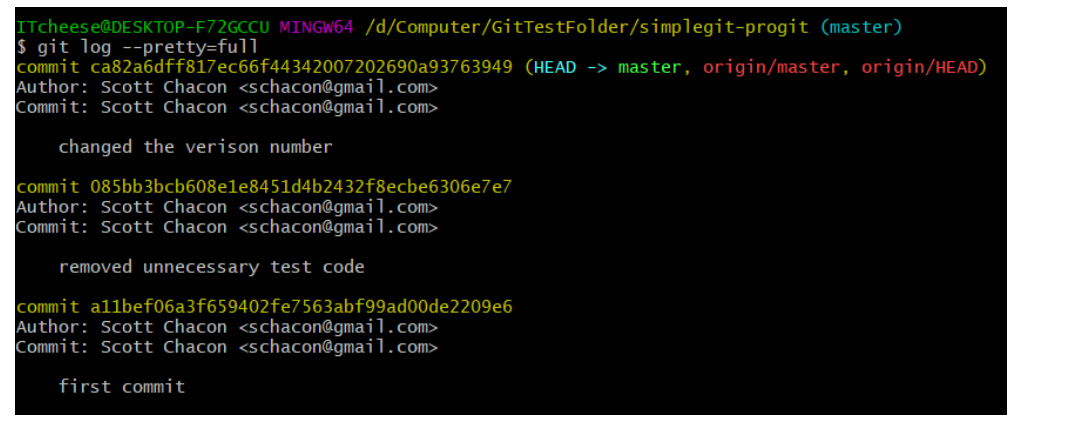 ITcheese@DESKTOP-F72GCCU MINGW64 /d/Computer/GitTestFolder/simplegit-progit (master)
$ git log --pretty=full
commit ca82a6dff817ec66f44342007202690a93763949 (HEAD -> master, origin/master, origin/HEAD)
Author: Scott Chacon <schacon@gmail.com>
Commit: Scott Chacon <schacon@gmail.com>
changed the verison number
commit 085bb3bcb608e1e8451d4b2432f8ecbe6306e7e7
Author: Scott Chacon <schacon@gmail.com>
Commit: Scott Chacon <schacon@gmail.com>
removed unnecessary test code
commit a11bef06a3f659402fe7563abf99ad00de2209e6
Author: Scott Chacon <schacon@gmail.com>
Commit: Scott Chacon <schacon@gmail.com>
first commit